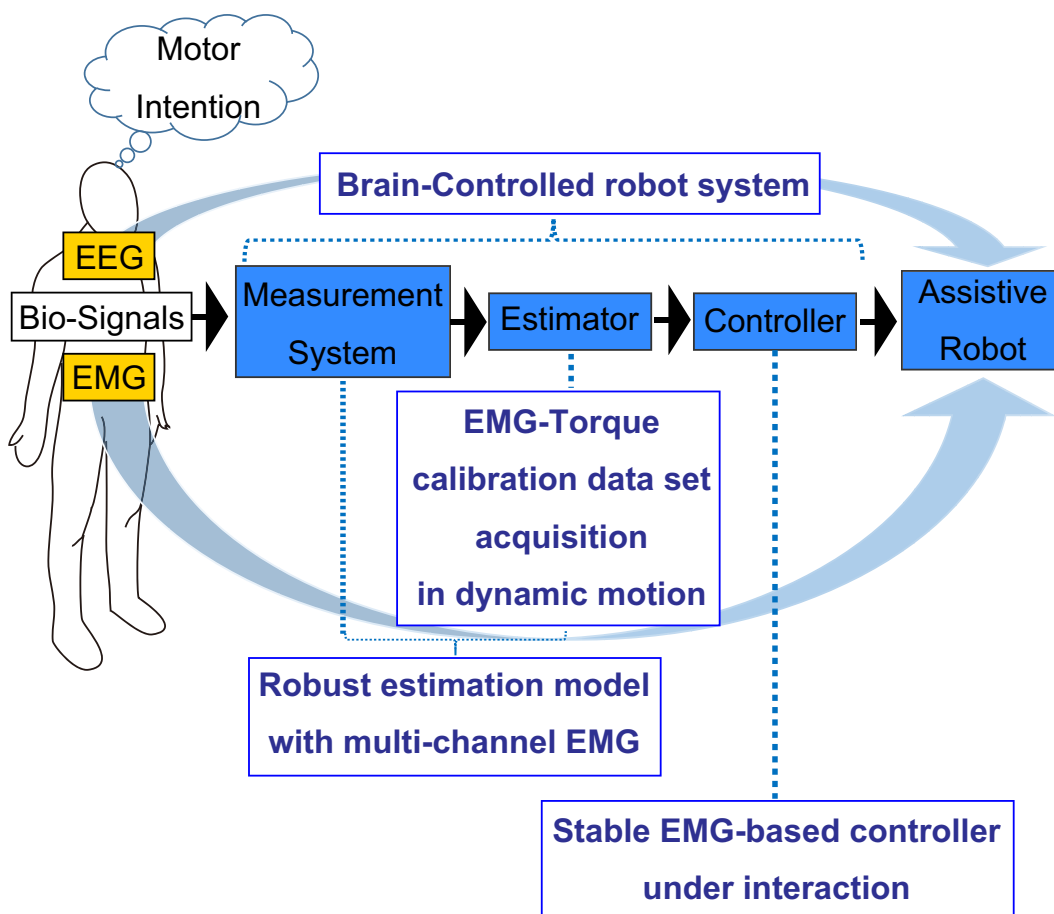 Motor
Intention
Brain-Controlled robot system
EEG
Bio-Signals
EMG
Measurement
System
Estimator
Controller
Assistive
Robot
EMG-Torque
calibration data set
acquisition
in dynamic motion
Robust estimation model
with multi-channel EMG
Stable EMG-based controller
under interaction